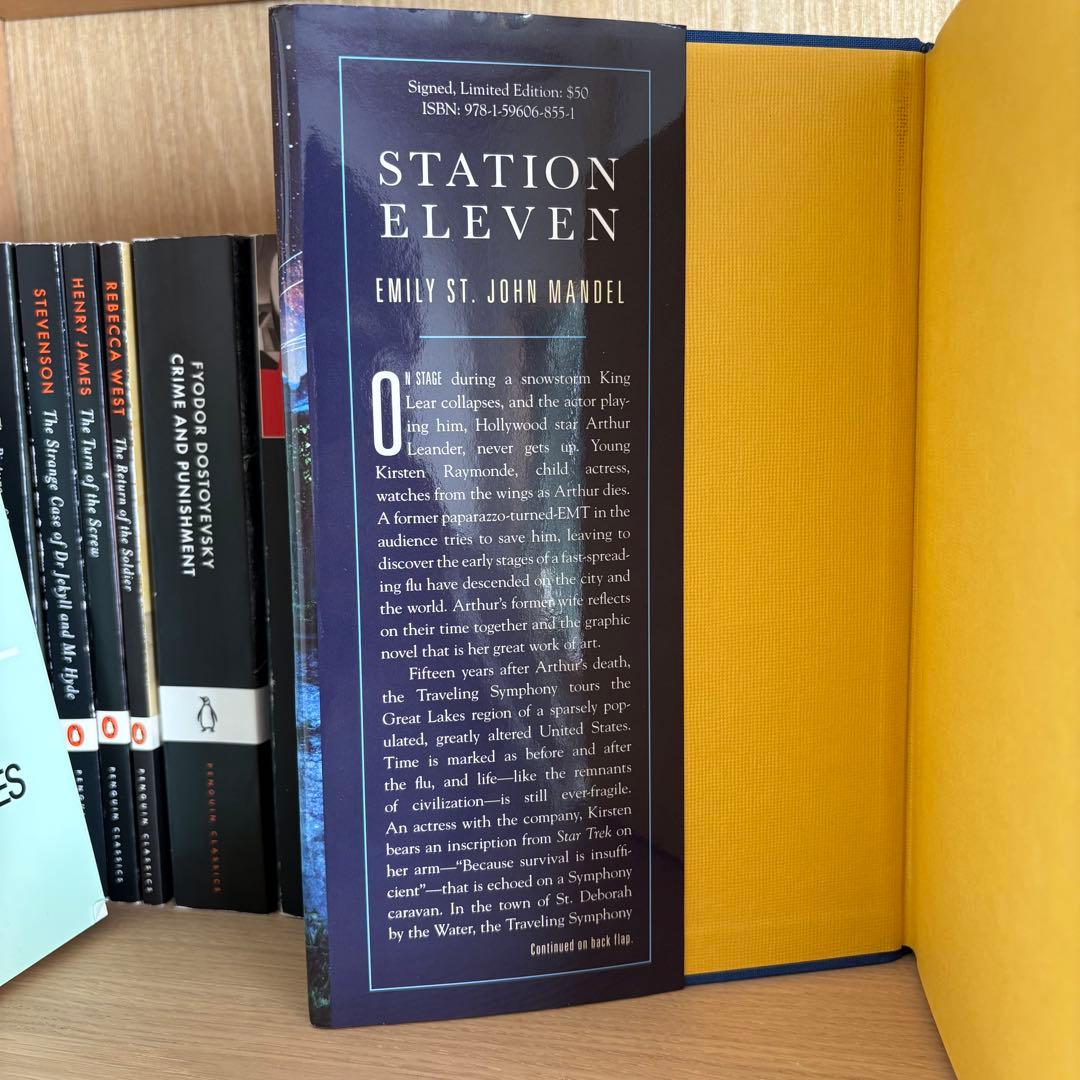 Signed, Limited Edition: $50
ISBN: 978-1-59606-855-1
STATION
ELEVEN
EMILY ST. JOHN MANDEL
ON STAGE during a snowstorm King
Lear collapses, and the actor play-
ing him, Hollywood star Arthur
Leander, never gets up. Young
Kirsten Raymonde, child actress,
watches from the wings as Arthur dies.
A former paparazzo-turned-EMT in the
audience tries to save him, leaving to
discover the early stages of a fast-spread-
ing flu have descended on the city and
the world. Arthur's former wife reflects
on their time together and the graphic
novel that is her great work of art.
Fifteen years after Arthur's death,
the Traveling Symphony tours the
Great Lakes region of a sparsely pop-
ulated, greatly altered United States.
Time is marked as before and after
the flu, and life—like the remnants
of civilization—is still ever-fragile.
An actress with the company, Kirsten
bears an inscription from Star Trek on
her arm—“Because survival is insuffi-
cient”—that is echoed on a Symphony
caravan. In the town of St. Deborah
by the Water, the Traveling Symphony
Continued on back flap.
STEVENSON The Strange Case of Dr Jekyll and Mr Hyde
HENRY JAMES The Turn of the Screw
PENGUIN CLASSICS
REBECCA WEST The Return of the Soldier
PENGUIN CLASSICS
FYODOR DOSTOYEVSKY
CRIME AND PUNISHMENT
PENGUIN CLASSICS